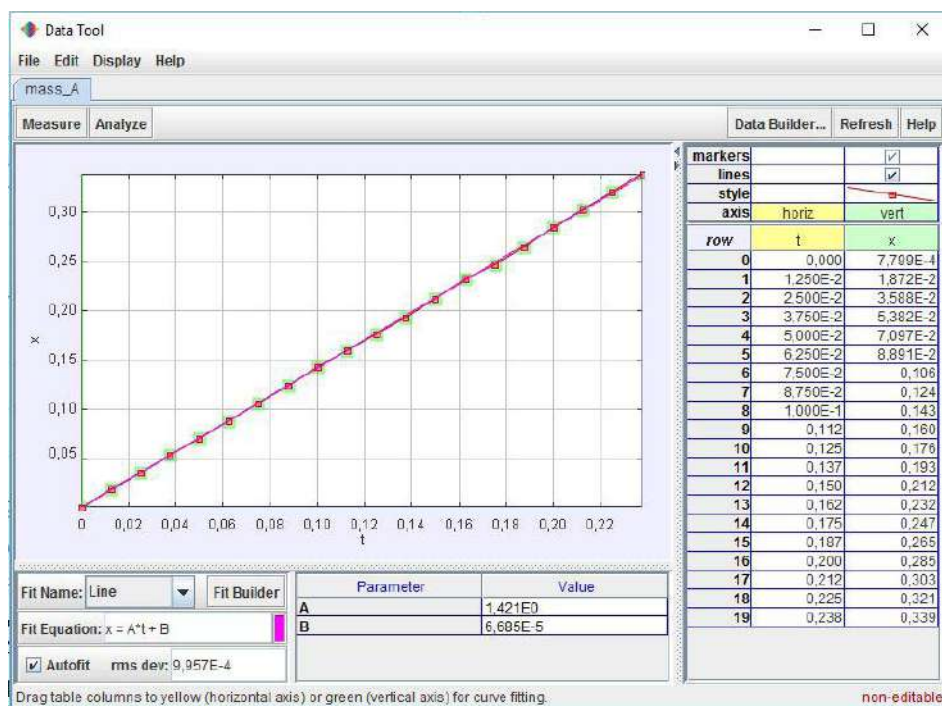 Data Tool
File Edit Display Help
mass_A
Measure Analyze
Data Builder... Refresh Help
0,30
0,25
0,20
0,15
0,10
0,05
x
0 0,02 0,04 0,06 0,08 0,10 0,12 0,14 0,16 0,18 0,20 0,22
t
markers
lines
style
axis horiz vert
row t x
0 0,000 7,799E-4
1 1,250E-2 1,872E-2
2 2,500E-2 3,588E-2
3 3,750E-2 5,382E-2
4 5,000E-2 7,097E-2
5 6,250E-2 8,891E-2
6 7,500E-2 0,106
7 8,750E-2 0,124
8 1,000E-1 0,143
9 0,112 0,160
10 0,125 0,176
11 0,137 0,193
12 0,150 0,212
13 0,162 0,232
14 0,175 0,247
15 0,187 0,265
16 0,200 0,285
17 0,212 0,303
18 0,225 0,321
19 0,238 0,339
Fit Name: Line Fit Builder
Fit Equation: x = A*t + B
Autofit rms dev: 9,957E-4
Parameter Value
A 1,421E0
B 6,685E-5
Drag table columns to yellow (horizontal axis) or green (vertical axis) for curve fitting.
non-editable